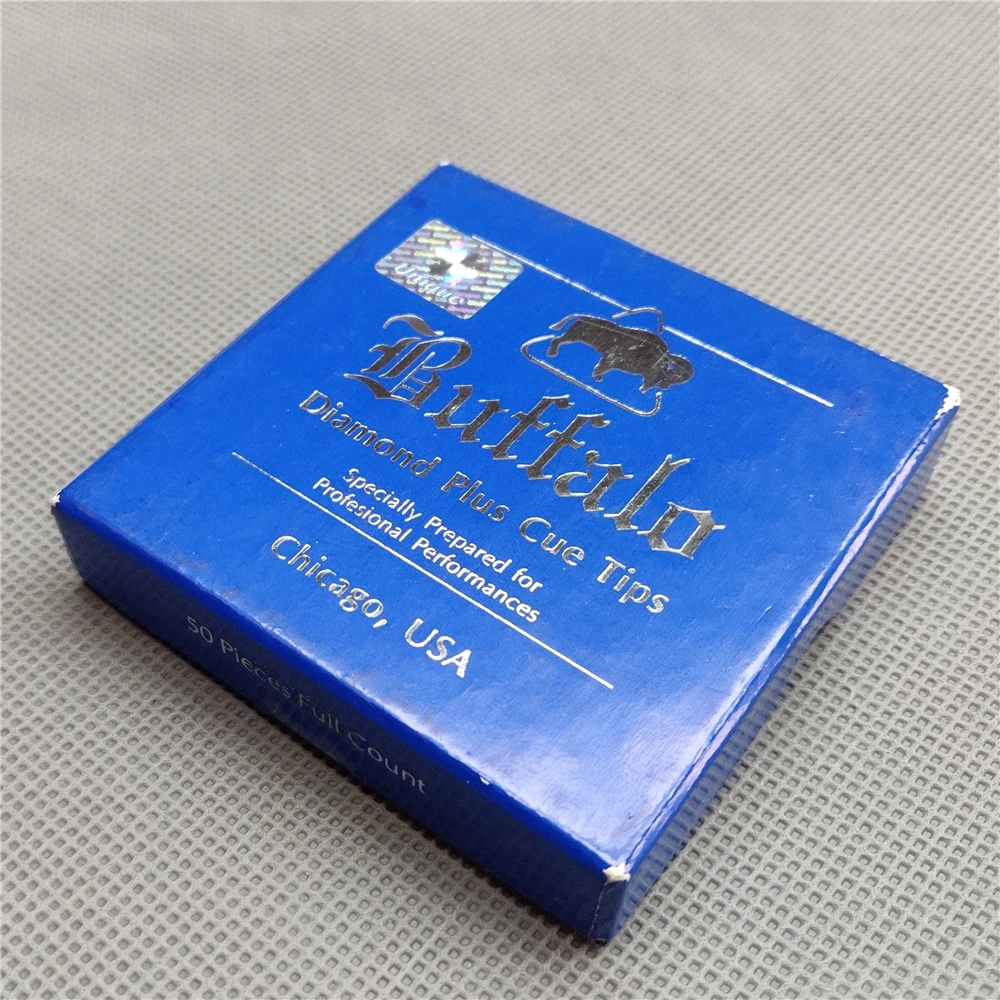 Unique
Buffalo
Diamond Plus Cue Tips
Specially Prepared for
Profesional Performances
Chicago, USA
50 Pieces Full Count